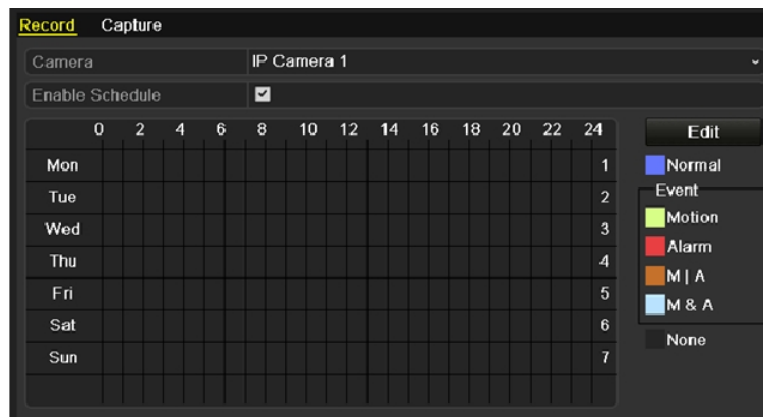 Record Capture
Camera IP Camera 1
Enable Schedule
0 2 4 6 8 10 12 14 16 18 20 22 24
Edit
Mon 1
Normal
Event
Tue 2
Motion
Wed 3
Alarm
Thu 4
M | A
Fri 5
M & A
Sat 6
None
Sun 7